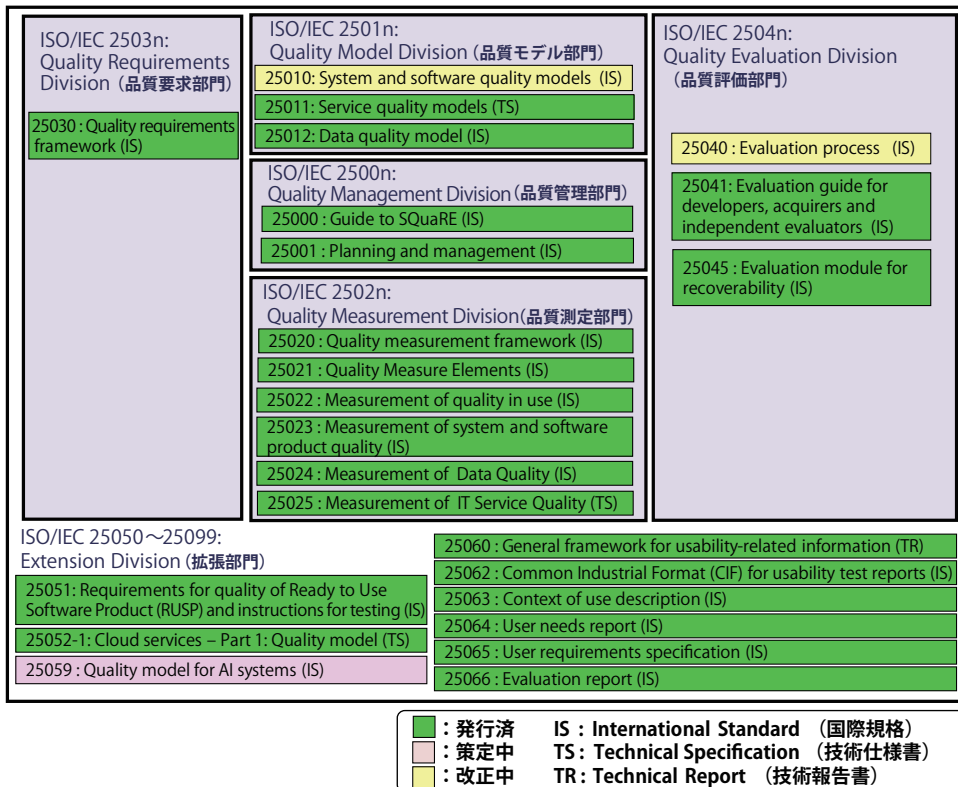 ISO/IEC 2503n:
Quality Requirements
Division（品質要求部門）
25030 : Quality requirements
framework (IS)
ISO/IEC 2501n:
Quality Model Division（品質モデル部門）
25010: System and software quality models (IS)
25011: Service quality models (TS)
25012: Data quality model (IS)
ISO/IEC 2500n:
Quality Management Division（品質管理部門）
25000 : Guide to SQuaRE (IS)
25001 : Planning and management (IS)
ISO/IEC 2502n:
Quality Measurement Division（品質測定部門）
25020 : Quality measurement framework (IS)
25021 : Quality Measure Elements (IS)
25022 : Measurement of quality in use (IS)
25023 : Measurement of system and software
product quality (IS)
25024 : Measurement of Data Quality (IS)
25025 : Measurement of IT Service Quality (TS)
ISO/IEC 2504n:
Quality Evaluation Division
（品質評価部門）
25040 : Evaluation process (IS)
25041: Evaluation guide for
developers, acquirers and
independent evaluators (IS)
25045 : Evaluation module for
recoverability (IS)
ISO/IEC 25050～25099:
Extension Division（拡張部門）
25051: Requirements for quality of Ready to Use
Software Product (RUSP) and instructions for testing (IS)
25052-1: Cloud services – Part 1: Quality model (TS)
25059 : Quality model for AI systems (IS)
25060 : General framework for usability-related information (TR)
25062 : Common Industrial Format (CIF) for usability test reports (IS)
25063 : Context of use description (IS)
25064 : User needs report (IS)
25065 : User requirements specification (IS)
25066 : Evaluation report (IS)
：発行済 IS : International Standard （国際規格）
：策定中 TS : Technical Specification （技術仕様書）
：改正中 TR : Technical Report （技術報告書）